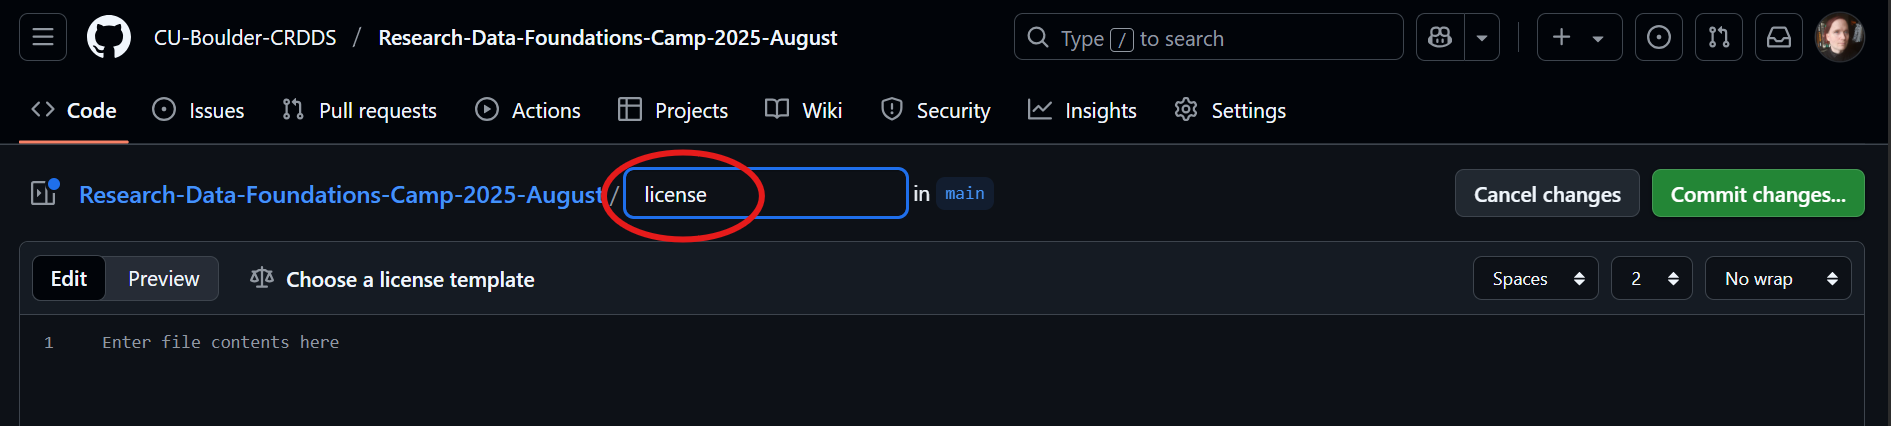 CU-Boulder-CRDDS / Research-Data-Foundations-Camp-2025-August
Type / to search
Code Issues Pull requests Actions Projects Wiki Security Insights Settings
Research-Data-Foundations-Camp-2025-August / license in main
Cancel changes Commit changes...
Edit Preview Choose a license template
Spaces 2 No wrap
1 Enter file contents here